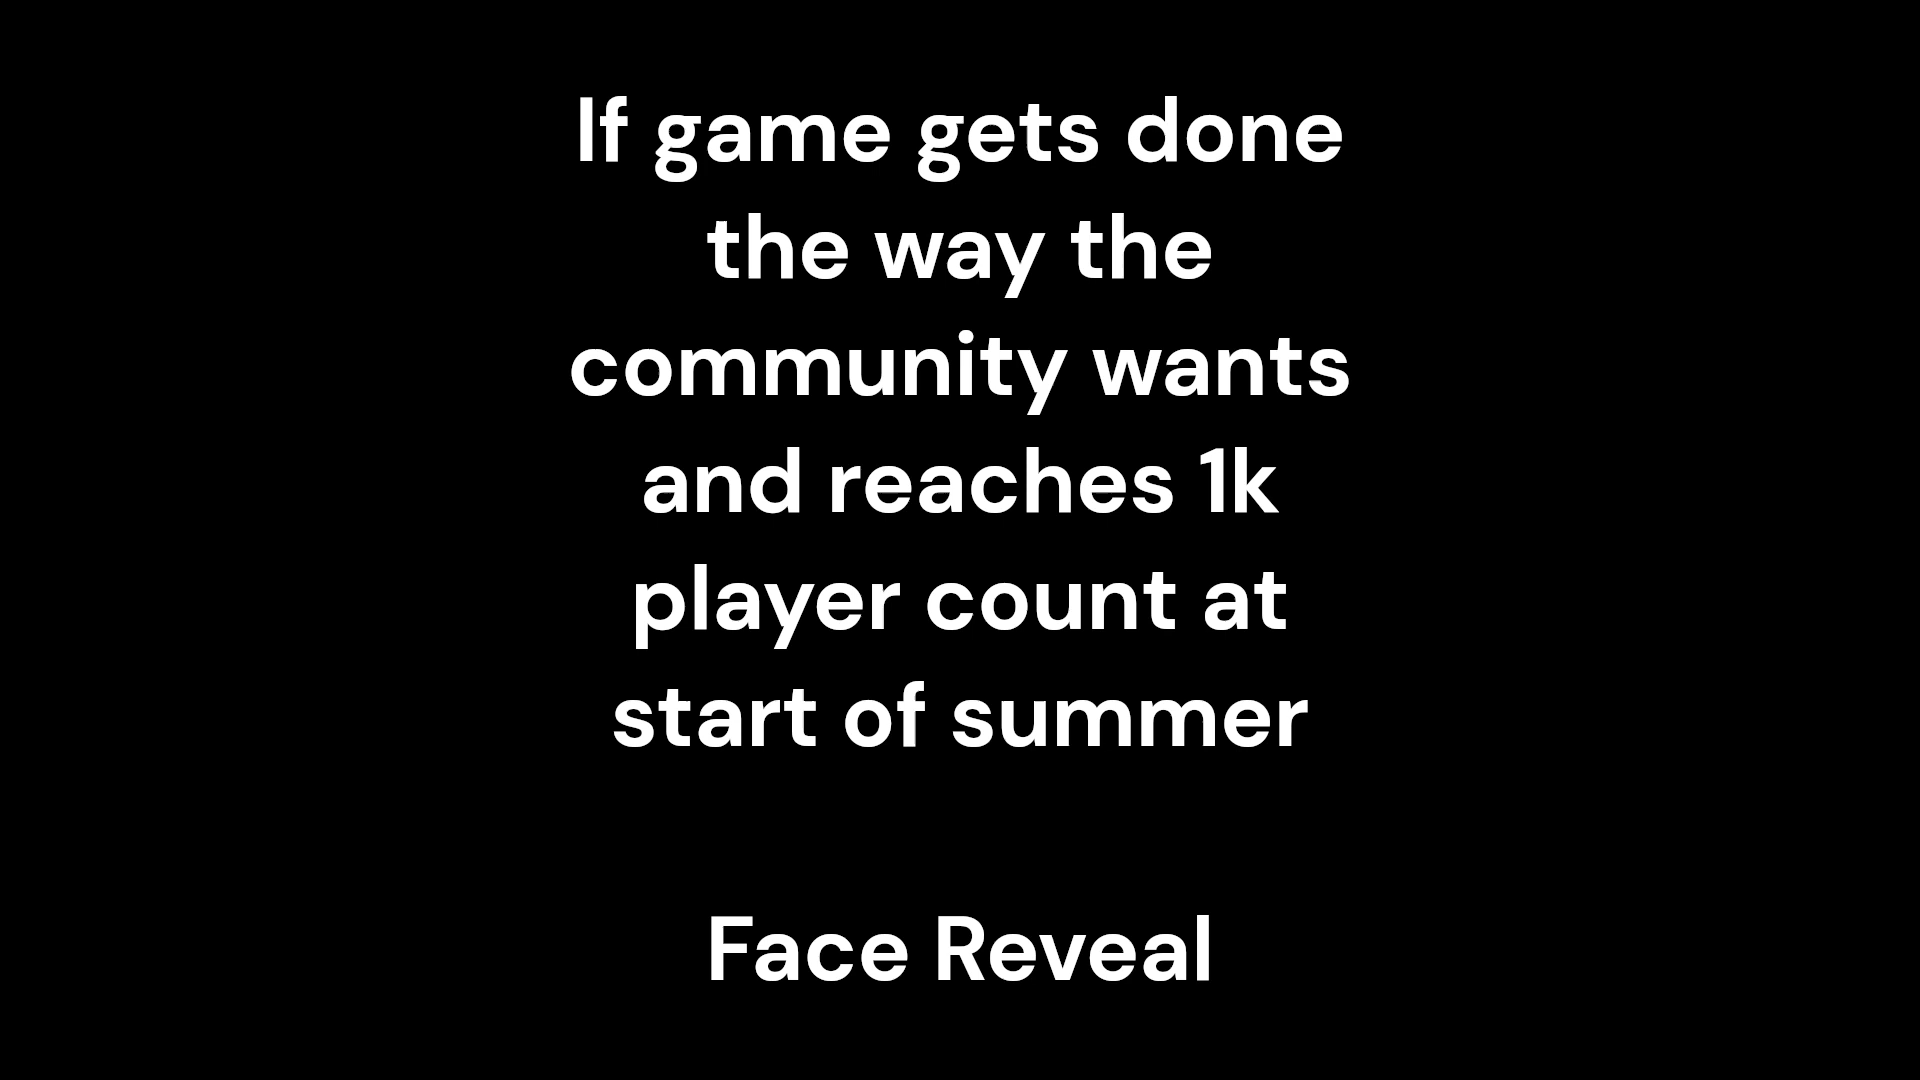 If game gets done
the way the
community wants
and reaches 1k
player count at
start of summer
Face Reveal